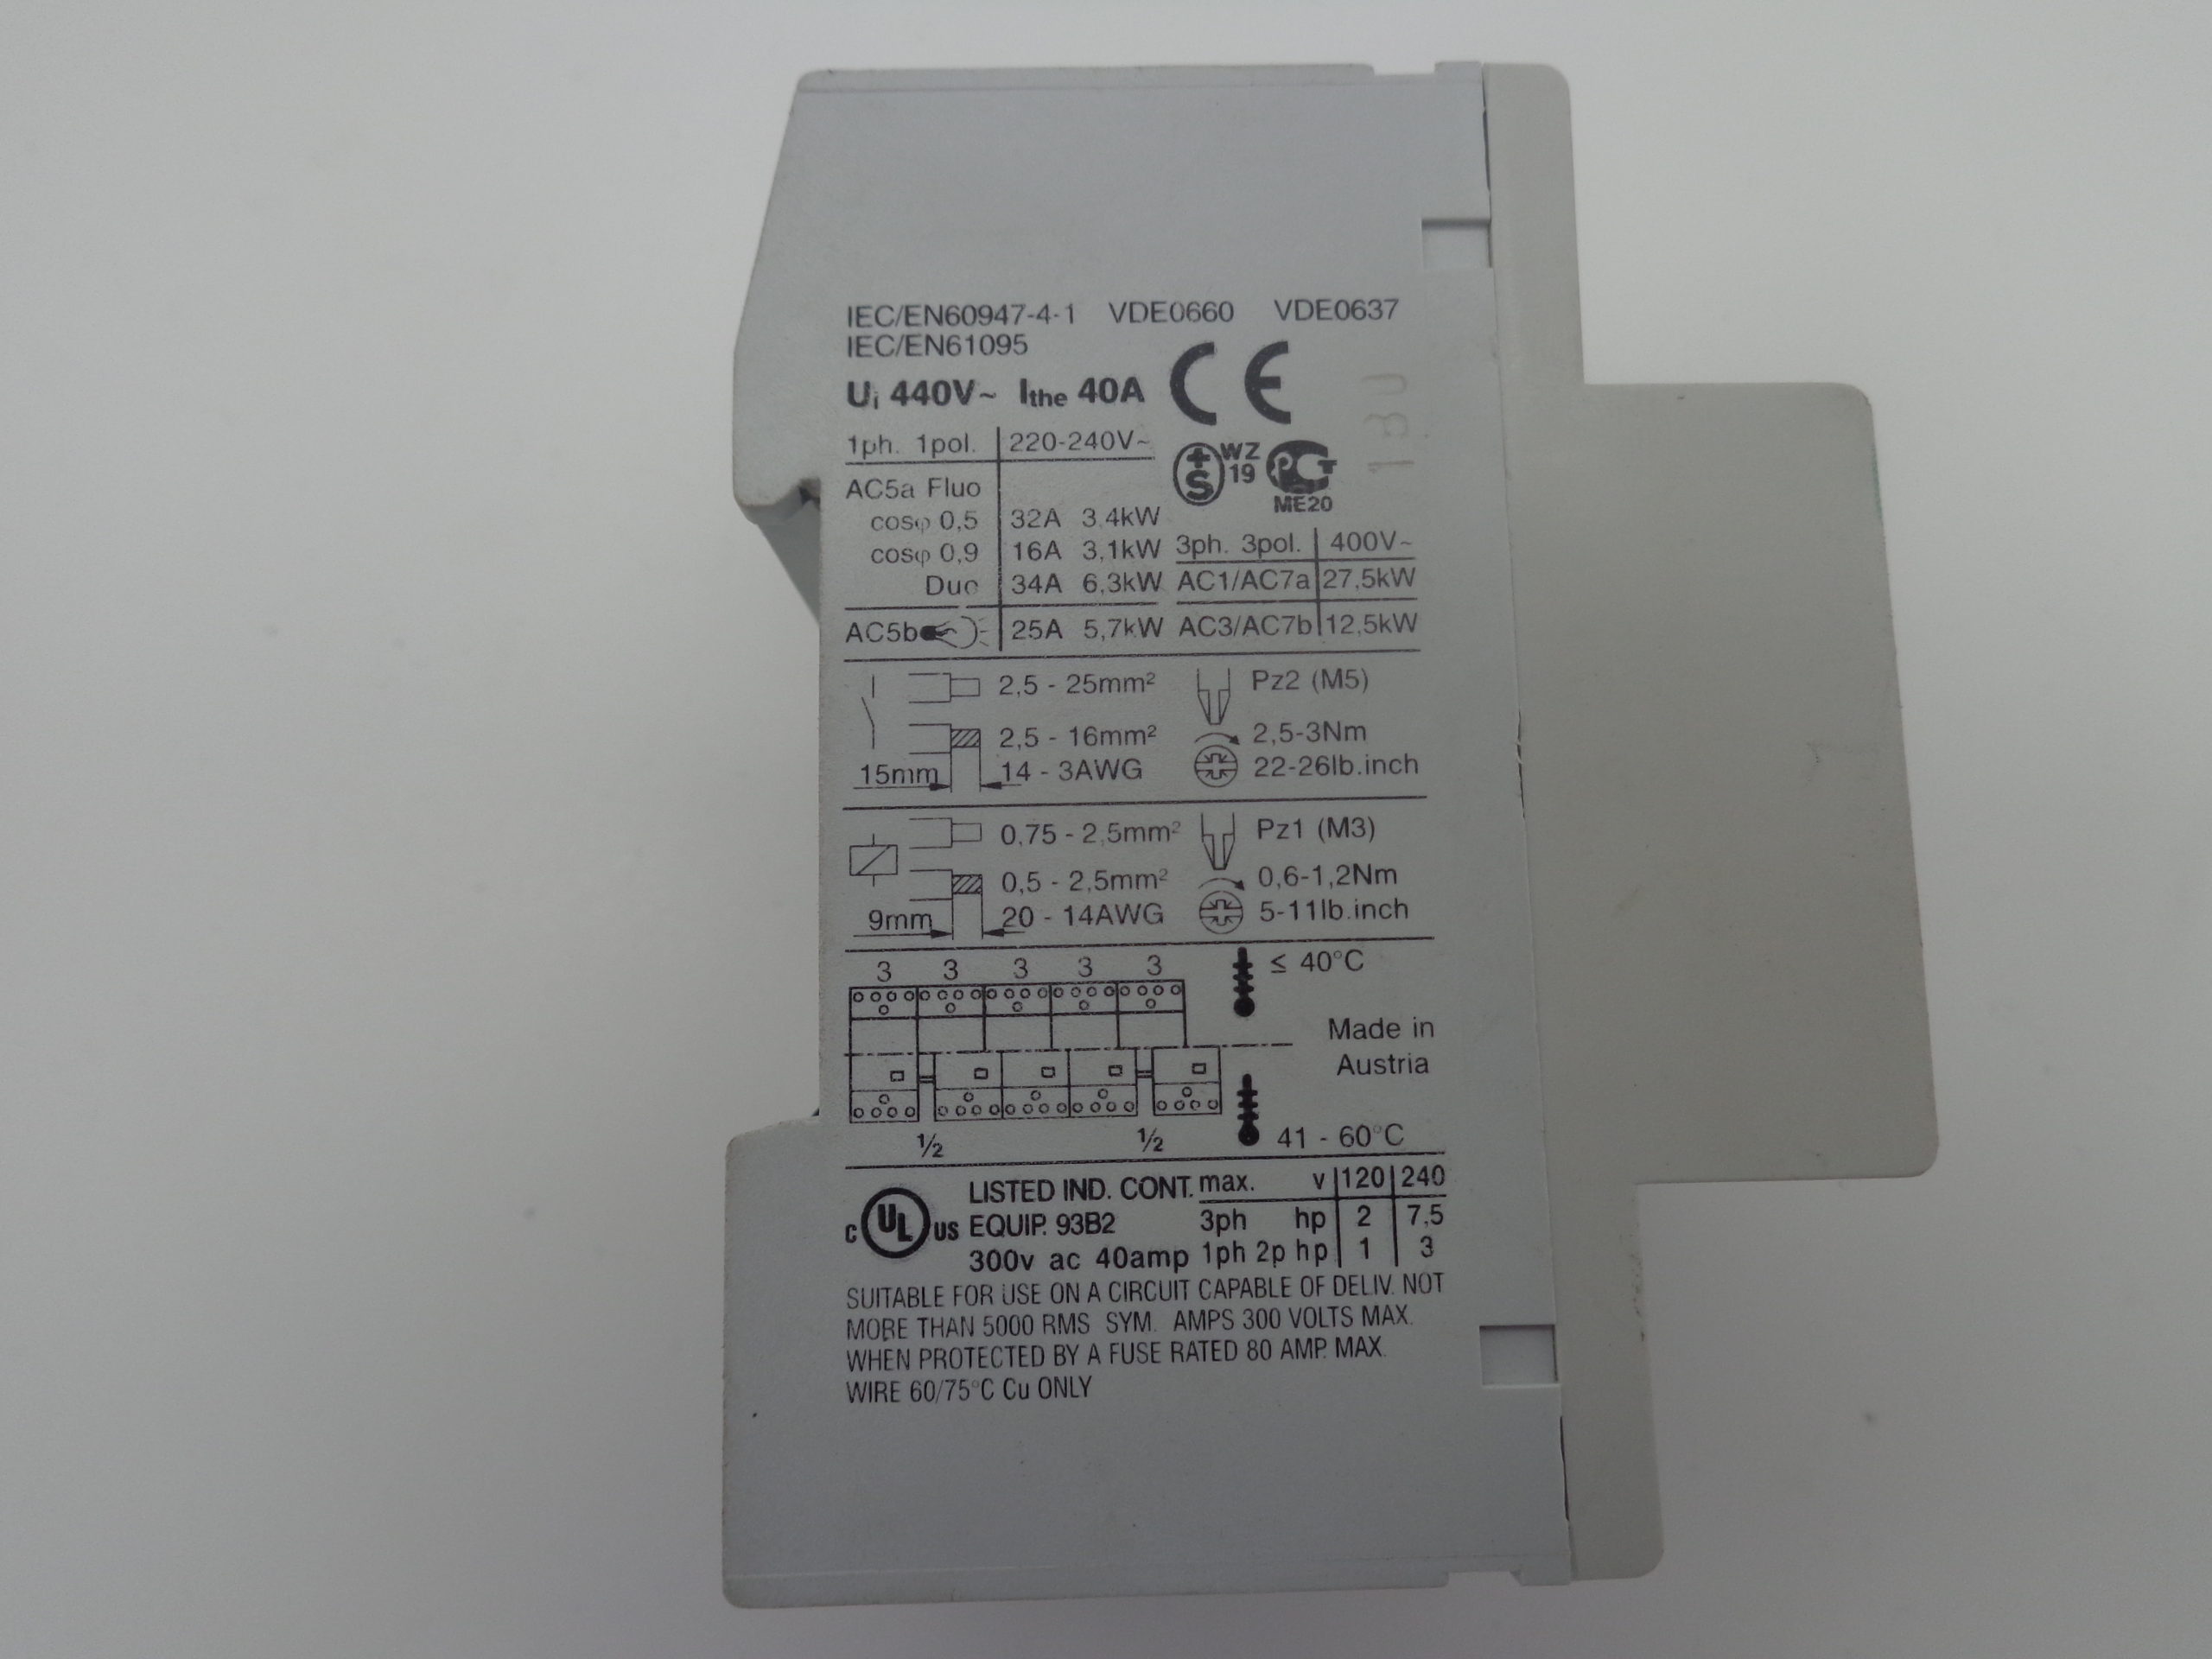 IEC/EN60947-4-1 VDE0660 VDE0637
IEC/EN61095
Ui 440V~ Ithe 40A CE
1ph. 1pol. 220-240V~
S WZ 19
PCT ME20
AC5a Fluo
cosφ 0,5 32A 3,4kW
cosφ 0,9 16A 3,1kW
Duo 34A 6,3kW
AC5b 25A 5,7kW
3ph. 3pol. 400V~
AC1/AC7a 27,5kW
AC3/AC7b 12,5kW
130
2,5 - 25mm² Pz2 (M5)
2,5 - 16mm² 2,5-3Nm
15mm 14 - 3AWG 22-26lb.inch
0,75 - 2,5mm² Pz1 (M3)
0,5 - 2,5mm² 0,6-1,2Nm
9mm 20 - 14AWG 5-11lb.inch
3 3 3 3 3 ≤ 40°C
Made in
Austria
½ ½ 41 - 60°C
C UL US
LISTED IND. CONT.
EQUIP. 93B2
300v ac 40amp
max. v 120 240
3ph hp 2 7,5
1ph 2p hp 1 3
SUITABLE FOR USE ON A CIRCUIT CAPABLE OF DELIV. NOT
MORE THAN 5000 RMS SYM. AMPS 300 VOLTS MAX.
WHEN PROTECTED BY A FUSE RATED 80 AMP. MAX.
WIRE 60/75°C Cu ONLY